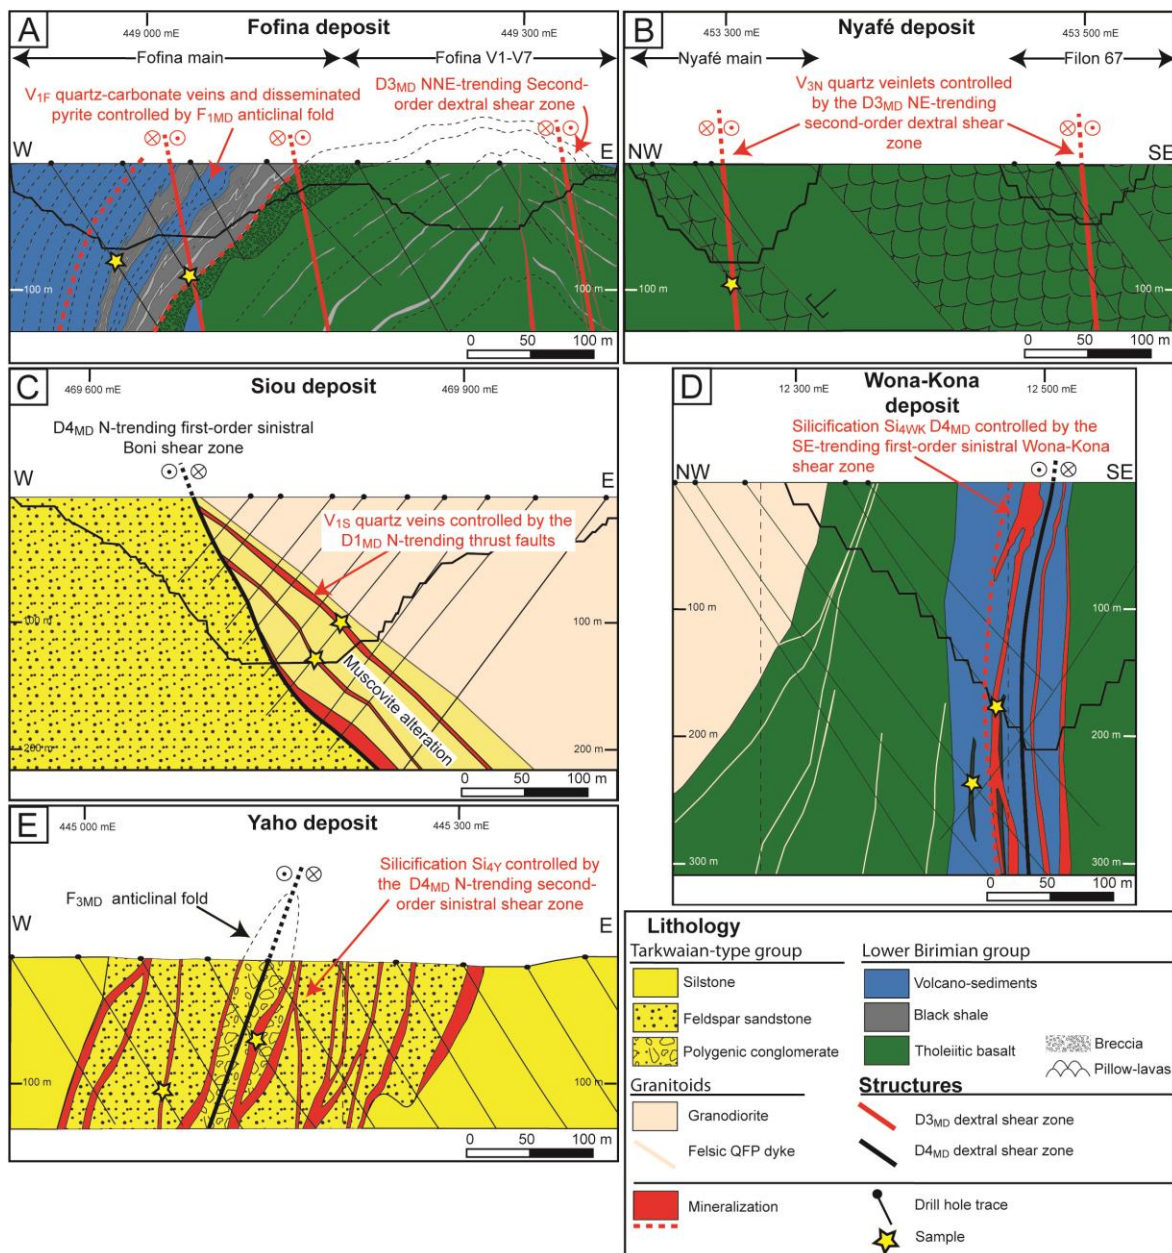 A
449 000 mE
Fofina deposit
449 300 mE
Fofina main
Fofina V1-V7
V1F quartz-carbonate veins and disseminated
pyrite controlled by F1MD anticlinal fold
D3MD NNE-trending Second-
order dextral shear zone
W
E
100 m
100 m
0 50 100 m
B
453 300 mE
Nyafé deposit
453 500 mE
Nyafé main
Filon 67
V3N quartz veinlets controlled
by the D3MD NE-trending
second-order dextral shear
zone
NW
SE
100 m
100 m
0 50 100 m
C
469 600 mE
Siou deposit
469 900 mE
D4MD N-trending first-order sinistral
Boni shear zone
W
E
V1S quartz veins controlled by the
D1MD N-trending thrust faults
100 m
100 m
Muscovite alteration
200 m
200 m
0 50 100 m
D
12 300 mE
Wona-Kona
deposit
12 500 mE
Silicification Si4WK D4MD controlled by the
SE-trending first-order sinistral Wona-Kona
shear zone
NW
SE
100 m
100 m
200 m
200 m
300 m
300 m
0 50 100 m
E
445 000 mE
Yaho deposit
445 300 mE
F3MD anticlinal fold
Silicification Si4Y controlled by
the D4MD N-trending second-
order sinistral shear zone
W
E
100 m
100 m
0 50 100 m
Lithology
Tarkwaian-type group
Silstone
Feldspar sandstone
Polygenic conglomerate
Granitoids
Granodiorite
Felsic QFP dyke
Mineralization
Lower Birimian group
Volcano-sediments
Black shale
Tholeiitic basalt
Breccia
Pillow-lavas
Structures
D3MD dextral shear zone
D4MD dextral shear zone
Drill hole trace
Sample